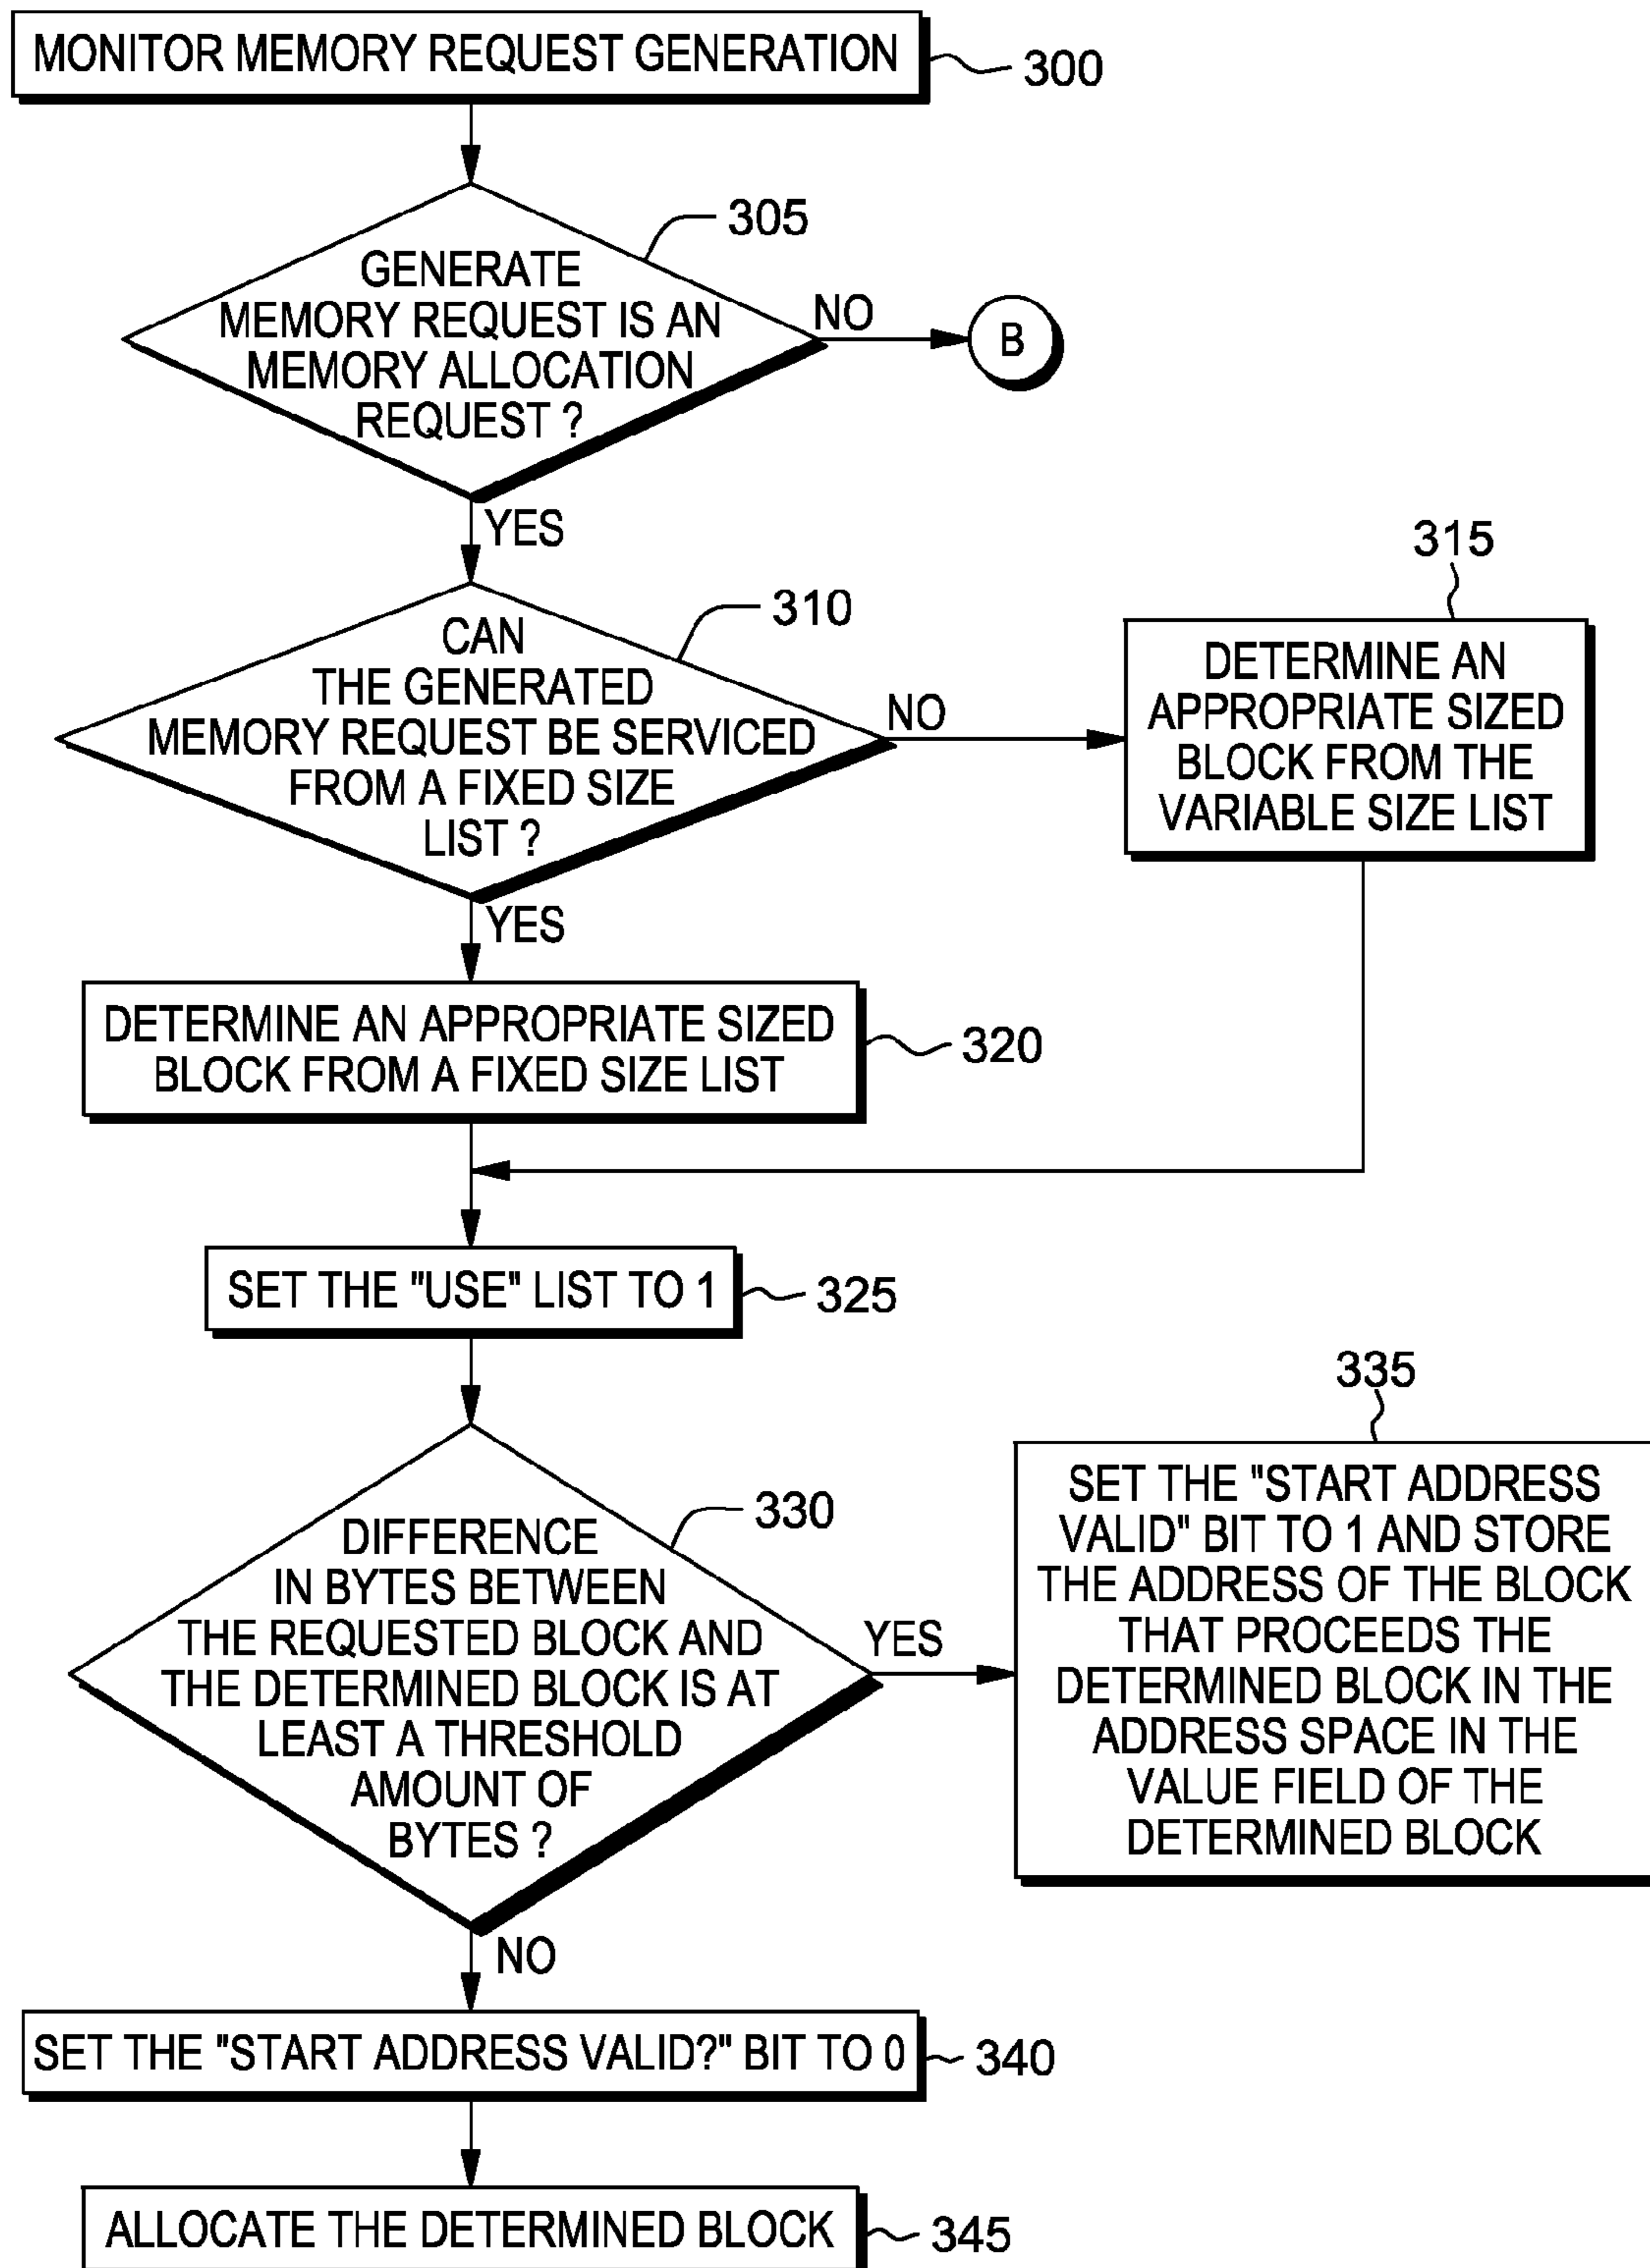 MONITOR MEMORY REQUEST GENERATION
300
305
GENERATE
MEMORY REQUEST IS AN
MEMORY ALLOCATION
REQUEST ?
NO
B
YES
310
CAN
THE GENERATED
MEMORY REQUEST BE SERVICED
FROM A FIXED SIZE
LIST ?
NO
315
DETERMINE AN
APPROPRIATE SIZED
BLOCK FROM THE
VARIABLE SIZE LIST
YES
DETERMINE AN APPROPRIATE SIZED
BLOCK FROM A FIXED SIZE LIST
320
SET THE "USE" LIST TO 1
325
330
DIFFERENCE
IN BYTES BETWEEN
THE REQUESTED BLOCK AND
THE DETERMINED BLOCK IS AT
LEAST A THRESHOLD
AMOUNT OF
BYTES ?
YES
335
SET THE "START ADDRESS
VALID" BIT TO 1 AND STORE
THE ADDRESS OF THE BLOCK
THAT PROCEEDS THE
DETERMINED BLOCK IN THE
ADDRESS SPACE IN THE
VALUE FIELD OF THE
DETERMINED BLOCK
NO
SET THE "START ADDRESS VALID?" BIT TO 0
340
ALLOCATE THE DETERMINED BLOCK
345